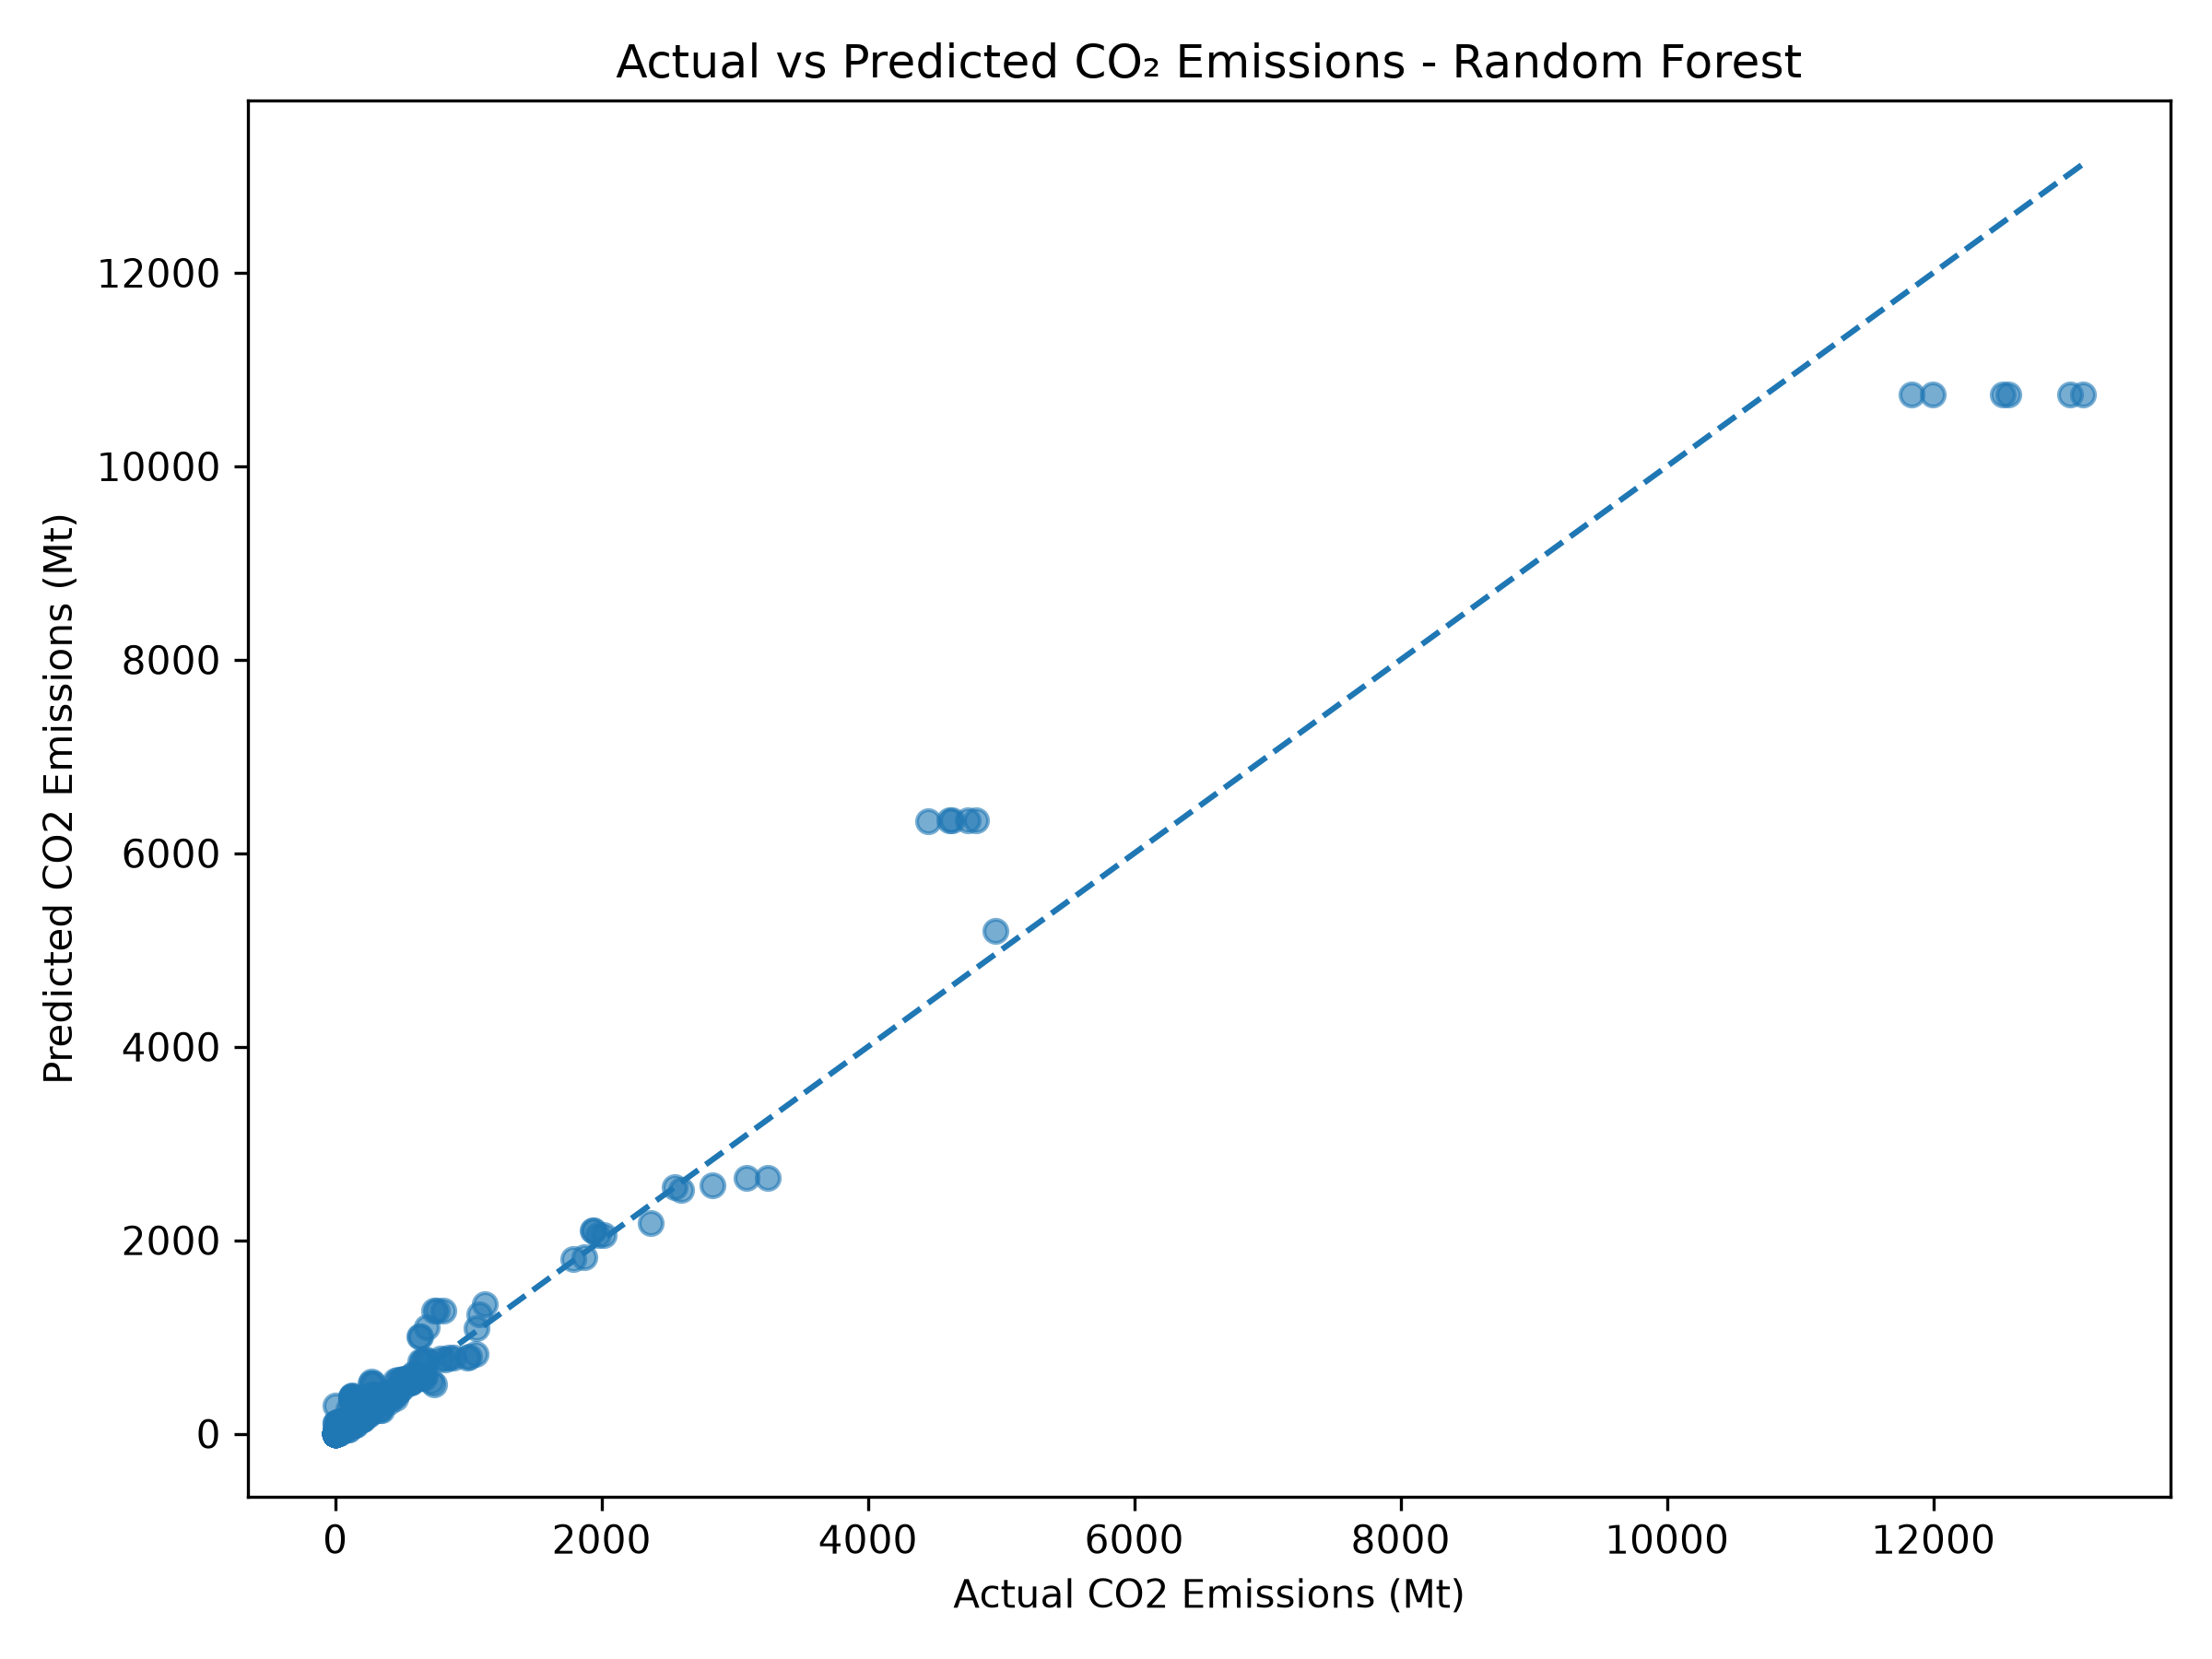 Actual vs Predicted CO₂ Emissions - Random Forest
12000
10000
8000
6000
4000
2000
0
Predicted CO2 Emissions (Mt)
0 2000 4000 6000 8000 10000 12000
Actual CO2 Emissions (Mt)